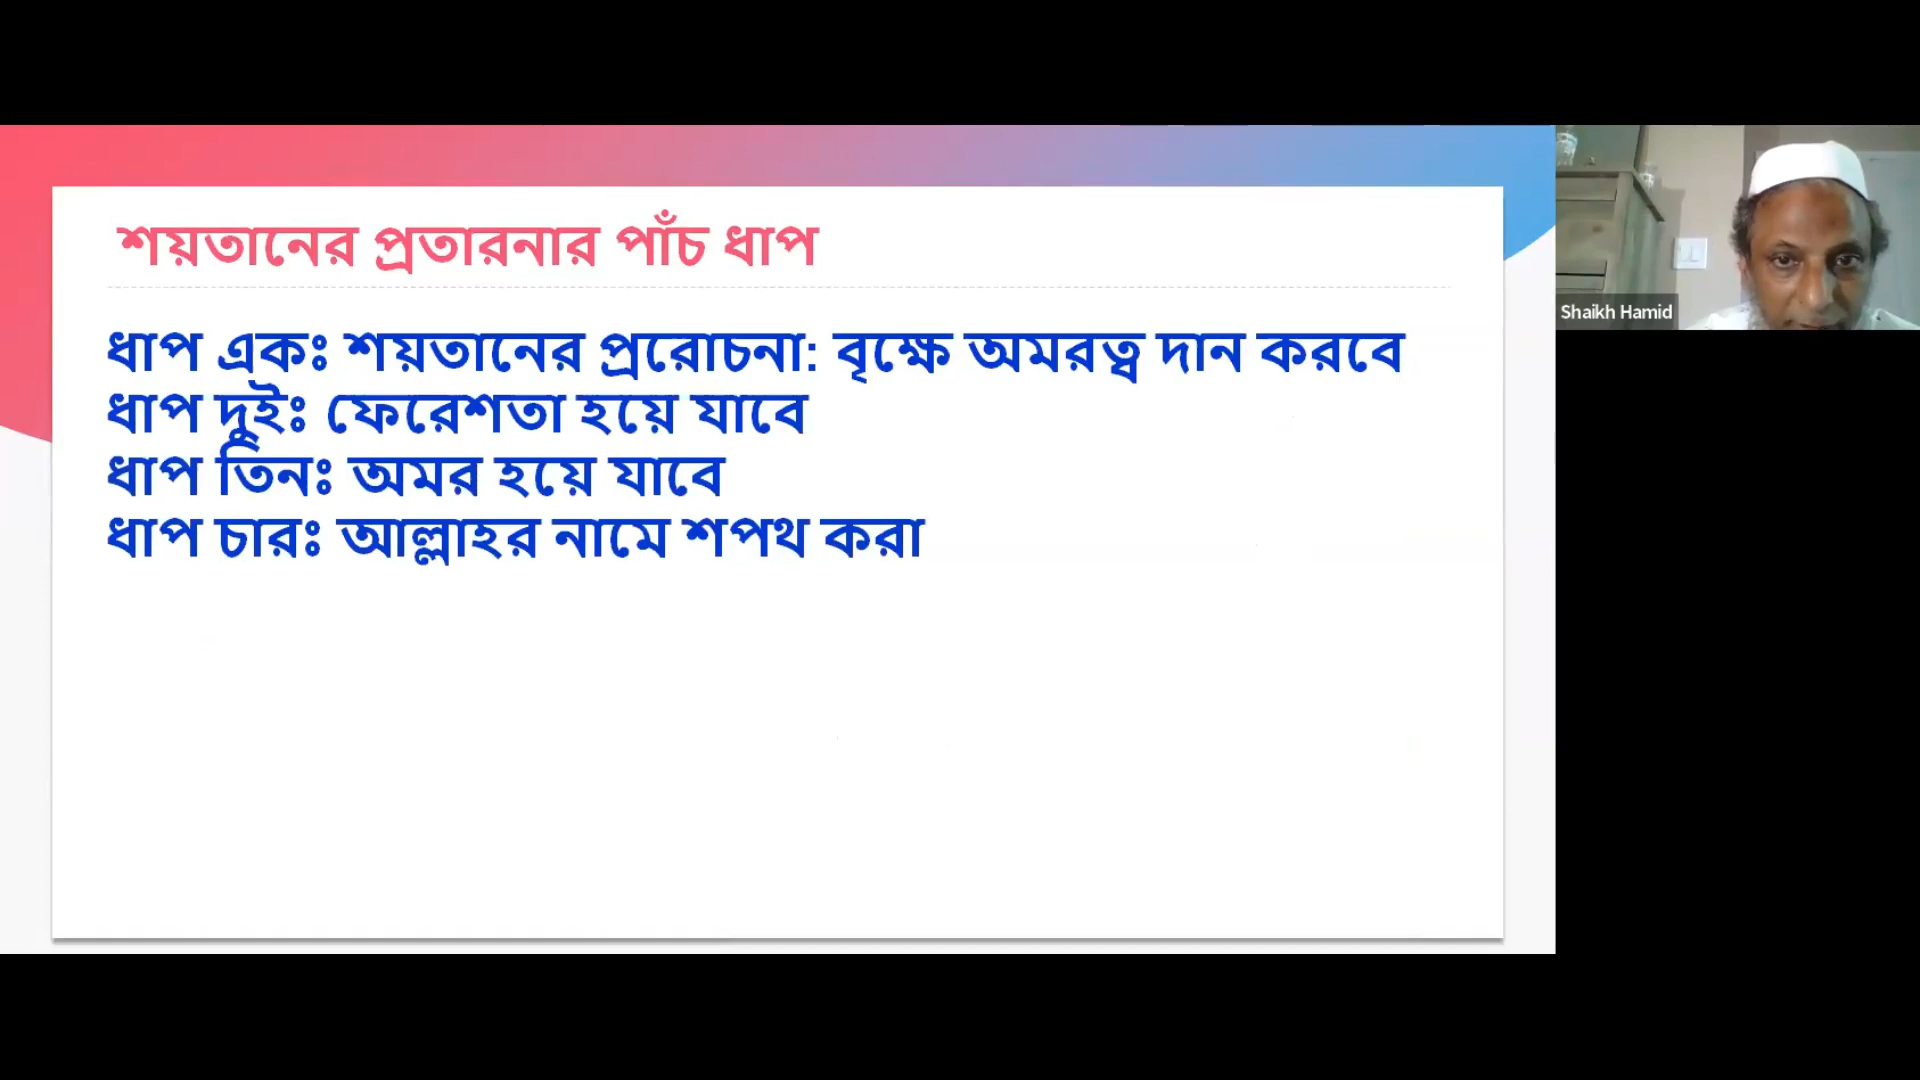 শয়তানের প্রতারনার পাঁচ ধাপ
ধাপ একঃ শয়তানের প্ররোচনা: বৃক্ষে অমরত্ব দান করবে
ধাপ দুইঃ ফেরেশতা হয়ে যাবে
ধাপ তিনঃ অমর হয়ে যাবে
ধাপ চারঃ আল্লাহর নামে শপথ করা
Shaikh Hamid